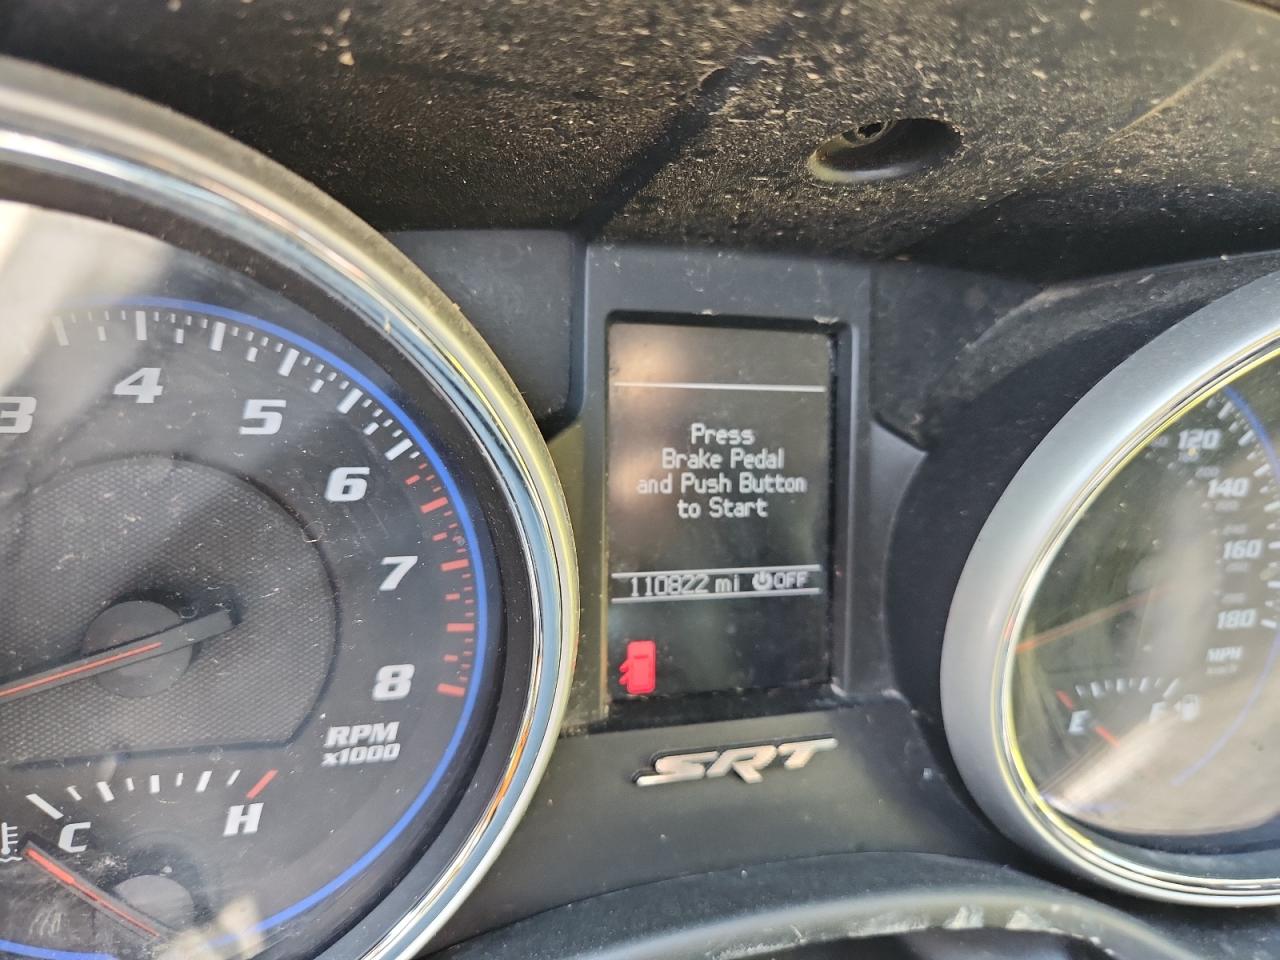 3
4
5
6
7
8
RPM
x1000
C
H
Press
Brake Pedal
and Push Button
to Start
110822 mi OFF
SRT
120
140
160
180
MPH
E
F